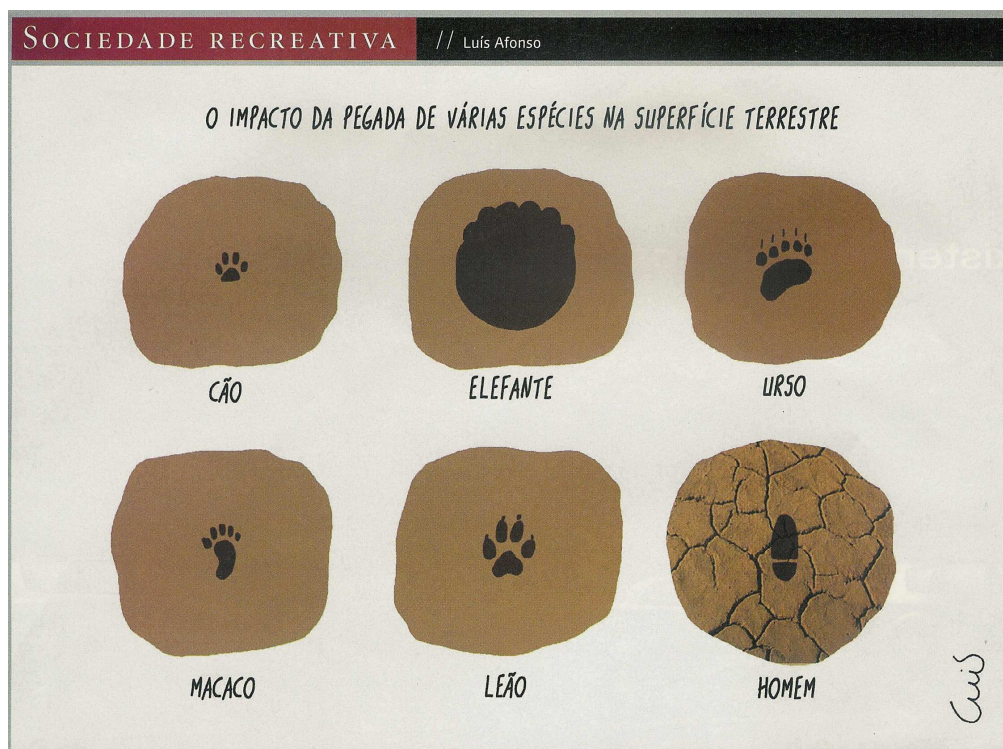 SOCIEDADE RECREATIVA // Luís Afonso
O IMPACTO DA PEGADA DE VÁRIAS ESPÉCIES NA SUPERFÍCIE TERRESTRE
CÃO ELEFANTE URSO
MACACO LEÃO HOMEM
Luís